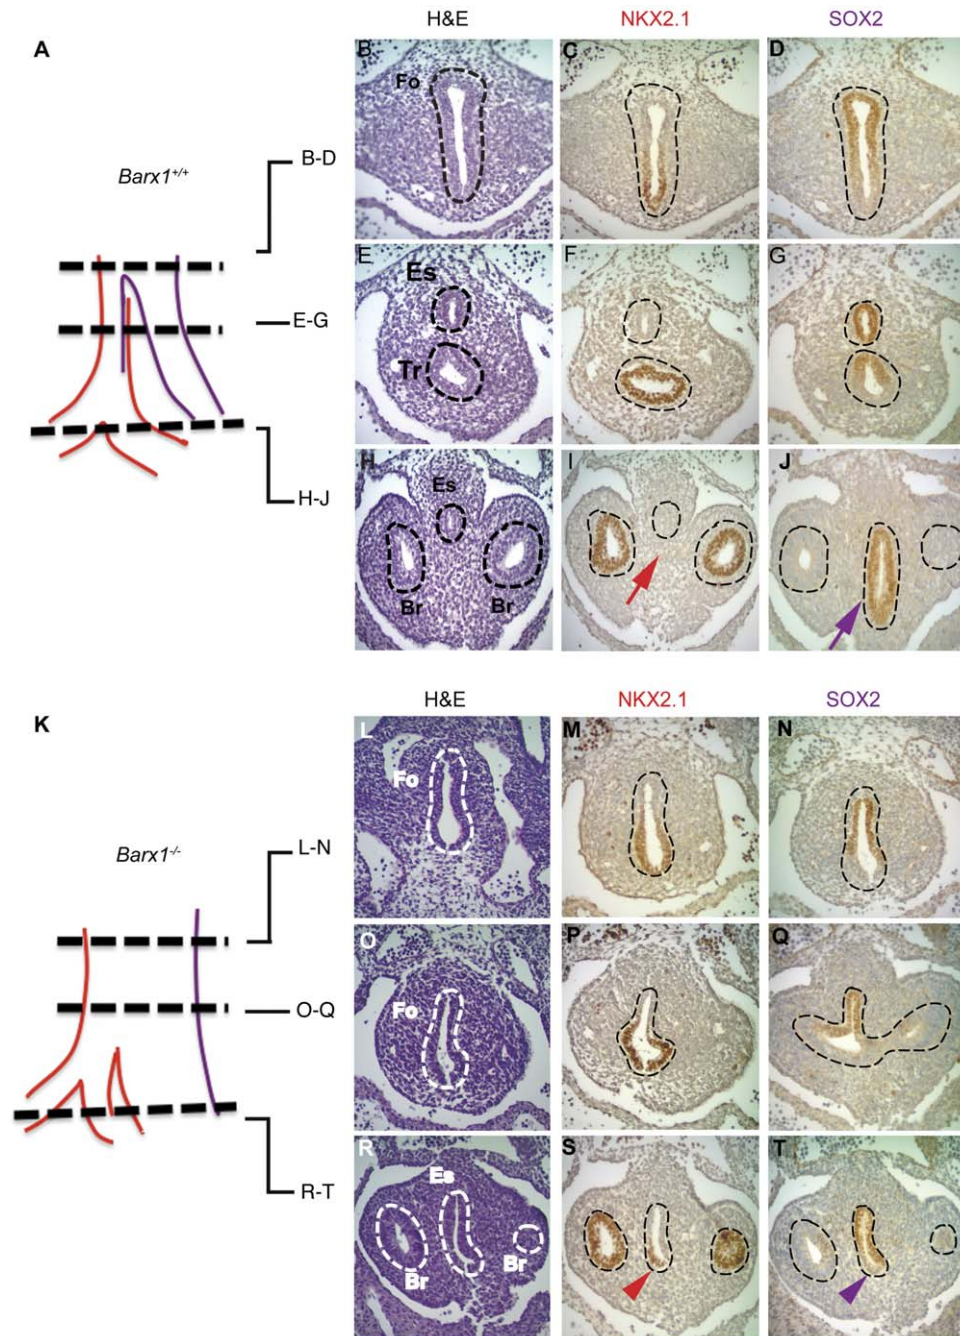 H&E NKX2.1 SOX2
A B C D
Fo
B-D
Barx1+/+
E F G
Es
E-G
Tr
H I J
Es
H-J
Br Br
H&E NKX2.1 SOX2
K L M N
Fo
L-N
Barx1-/-
O P Q
Fo
O-Q
R S T
Es
R-T
Br
Br